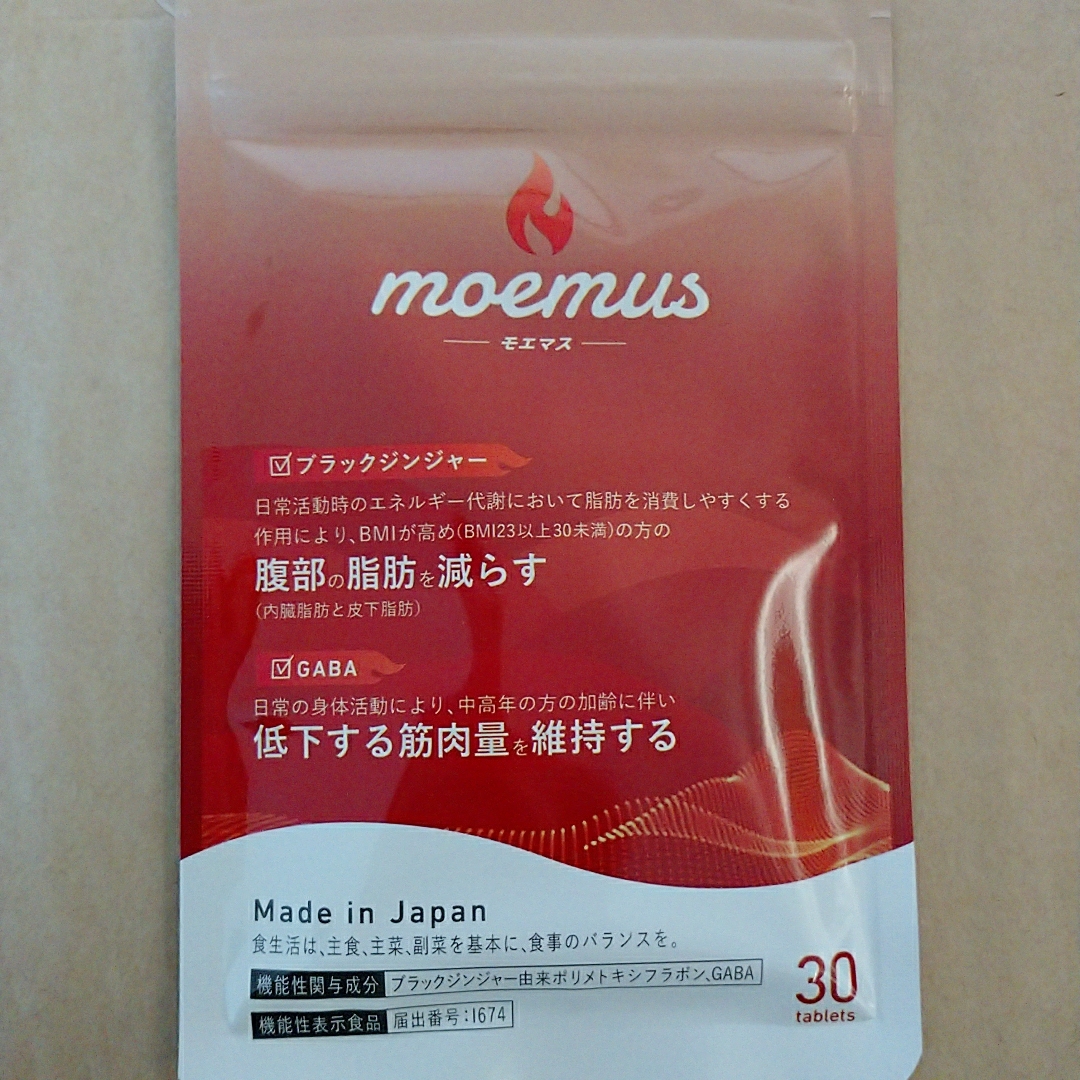 moemus
モエマス
ブラックジンジャー
日常活動時のエネルギー代謝において脂肪を消費しやすくする
作用により、BMIが高め(BMI23以上30未満)の方の
腹部の脂肪を減らす
(内臓脂肪と皮下脂肪)
GABA
日常の身体活動により、中高年の方の加齢に伴い
低下する筋肉量を維持する
Made in Japan
食生活は、主食、主菜、副菜を基本に、食事のバランスを。
機能性関与成分 ブラックジンジャー由来ポリメトキシフラボン、GABA
機能性表示食品 届出番号:I674
30
tablets